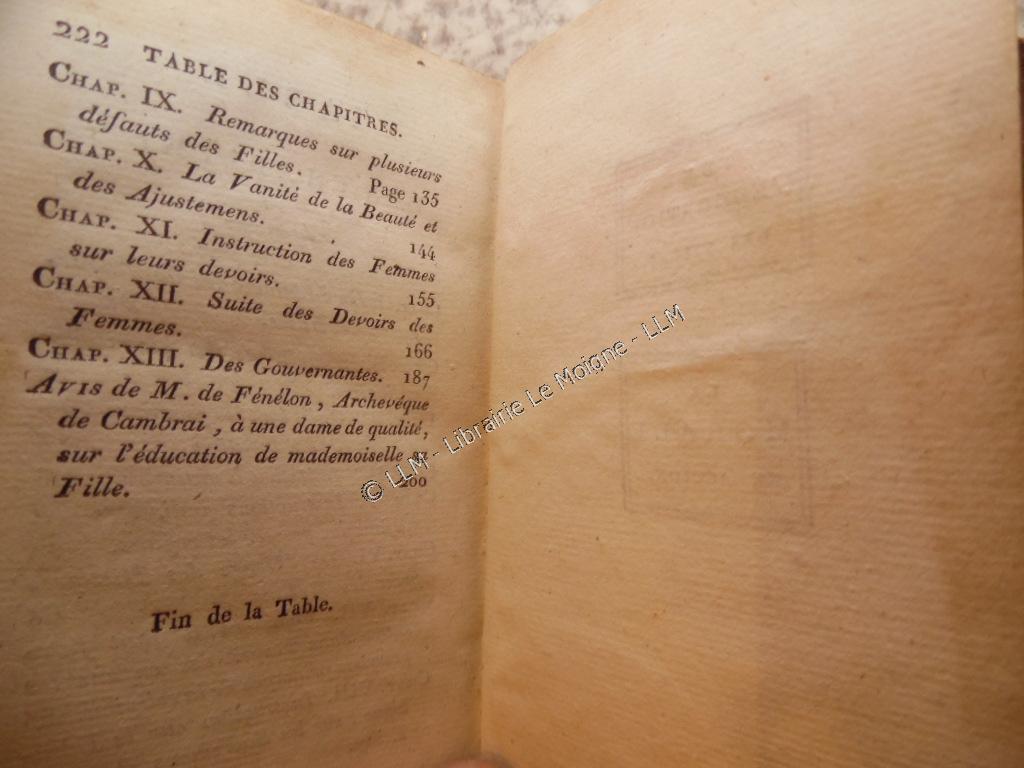 222 TABLE DES CHAPITRES.
CHAP. IX. Remarques sur plusieurs
défauts des Filles. Page 135
CHAP. X. La Vanité de la Beauté et
des Ajustemens. 144
CHAP. XI. Instruction des Femmes
sur leurs devoirs. 155
CHAP. XII. Suite des Devoirs des
Femmes. 166
CHAP. XIII. Des Gouvernantes. 187
Avis de M. de Fénélon, Archevéque
de Cambrai, à une dame de qualité,
sur l'éducation de mademoiselle sa
Fille. 200
Fin de la Table.
© LLM - Librairie Le Moigne - LLM